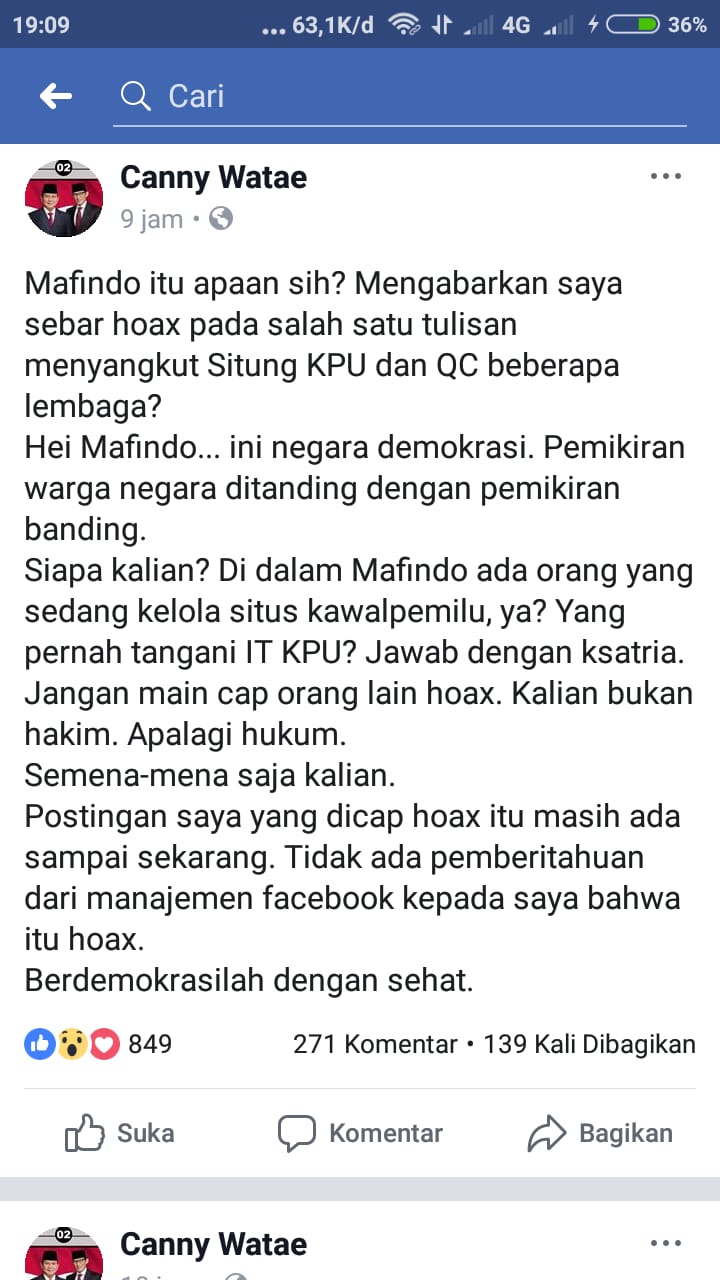 19:09
... 63,1K/d 4G 36%
Cari
02
Canny Watae
9 jam •
Mafindo itu apaan sih? Mengabarkan saya
sebar hoax pada salah satu tulisan
menyangkut Situng KPU dan QC beberapa
lembaga?
Hei Mafindo... ini negara demokrasi. Pemikiran
warga negara ditanding dengan pemikiran
banding.
Siapa kalian? Di dalam Mafindo ada orang yang
sedang kelola situs kawalpemilu, ya? Yang
pernah tangani IT KPU? Jawab dengan ksatria.
Jangan main cap orang lain hoax. Kalian bukan
hakim. Apalagi hukum.
Semena-mena saja kalian.
Postingan saya yang dicap hoax itu masih ada
sampai sekarang. Tidak ada pemberitahuan
dari manajemen facebook kepada saya bahwa
itu hoax.
Berdemokrasilah dengan sehat.
849 271 Komentar • 139 Kali Dibagikan
Suka Komentar Bagikan
02
Canny Watae